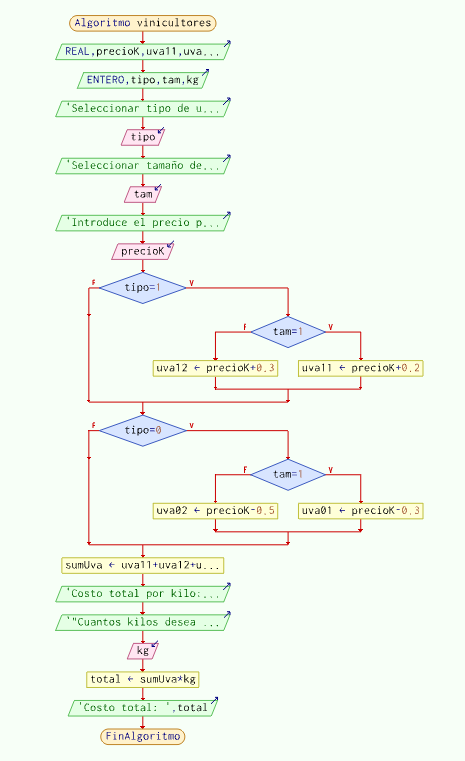 Algoritmo vinicultores
REAL,precioK,uva11,uva...
ENTERO,tipo,tam,kg
'Seleccionar tipo de u...
tipo
'Seleccionar tamaño de...
tam
'Introduce el precio p...
precioK
F tipo=1 V
F tam=1 V
uva12 ← precioK+0.3 uva11 ← precioK+0.2
F tipo=0 V
F tam=1 V
uva02 ← precioK-0.5 uva01 ← precioK-0.3
sumUva ← uva11+uva12+u...
'Costo total por kilo:...
'"Cuantos kilos desea ...
kg
total ← sumUva*kg
'Costo total: ',total
FinAlgoritmo